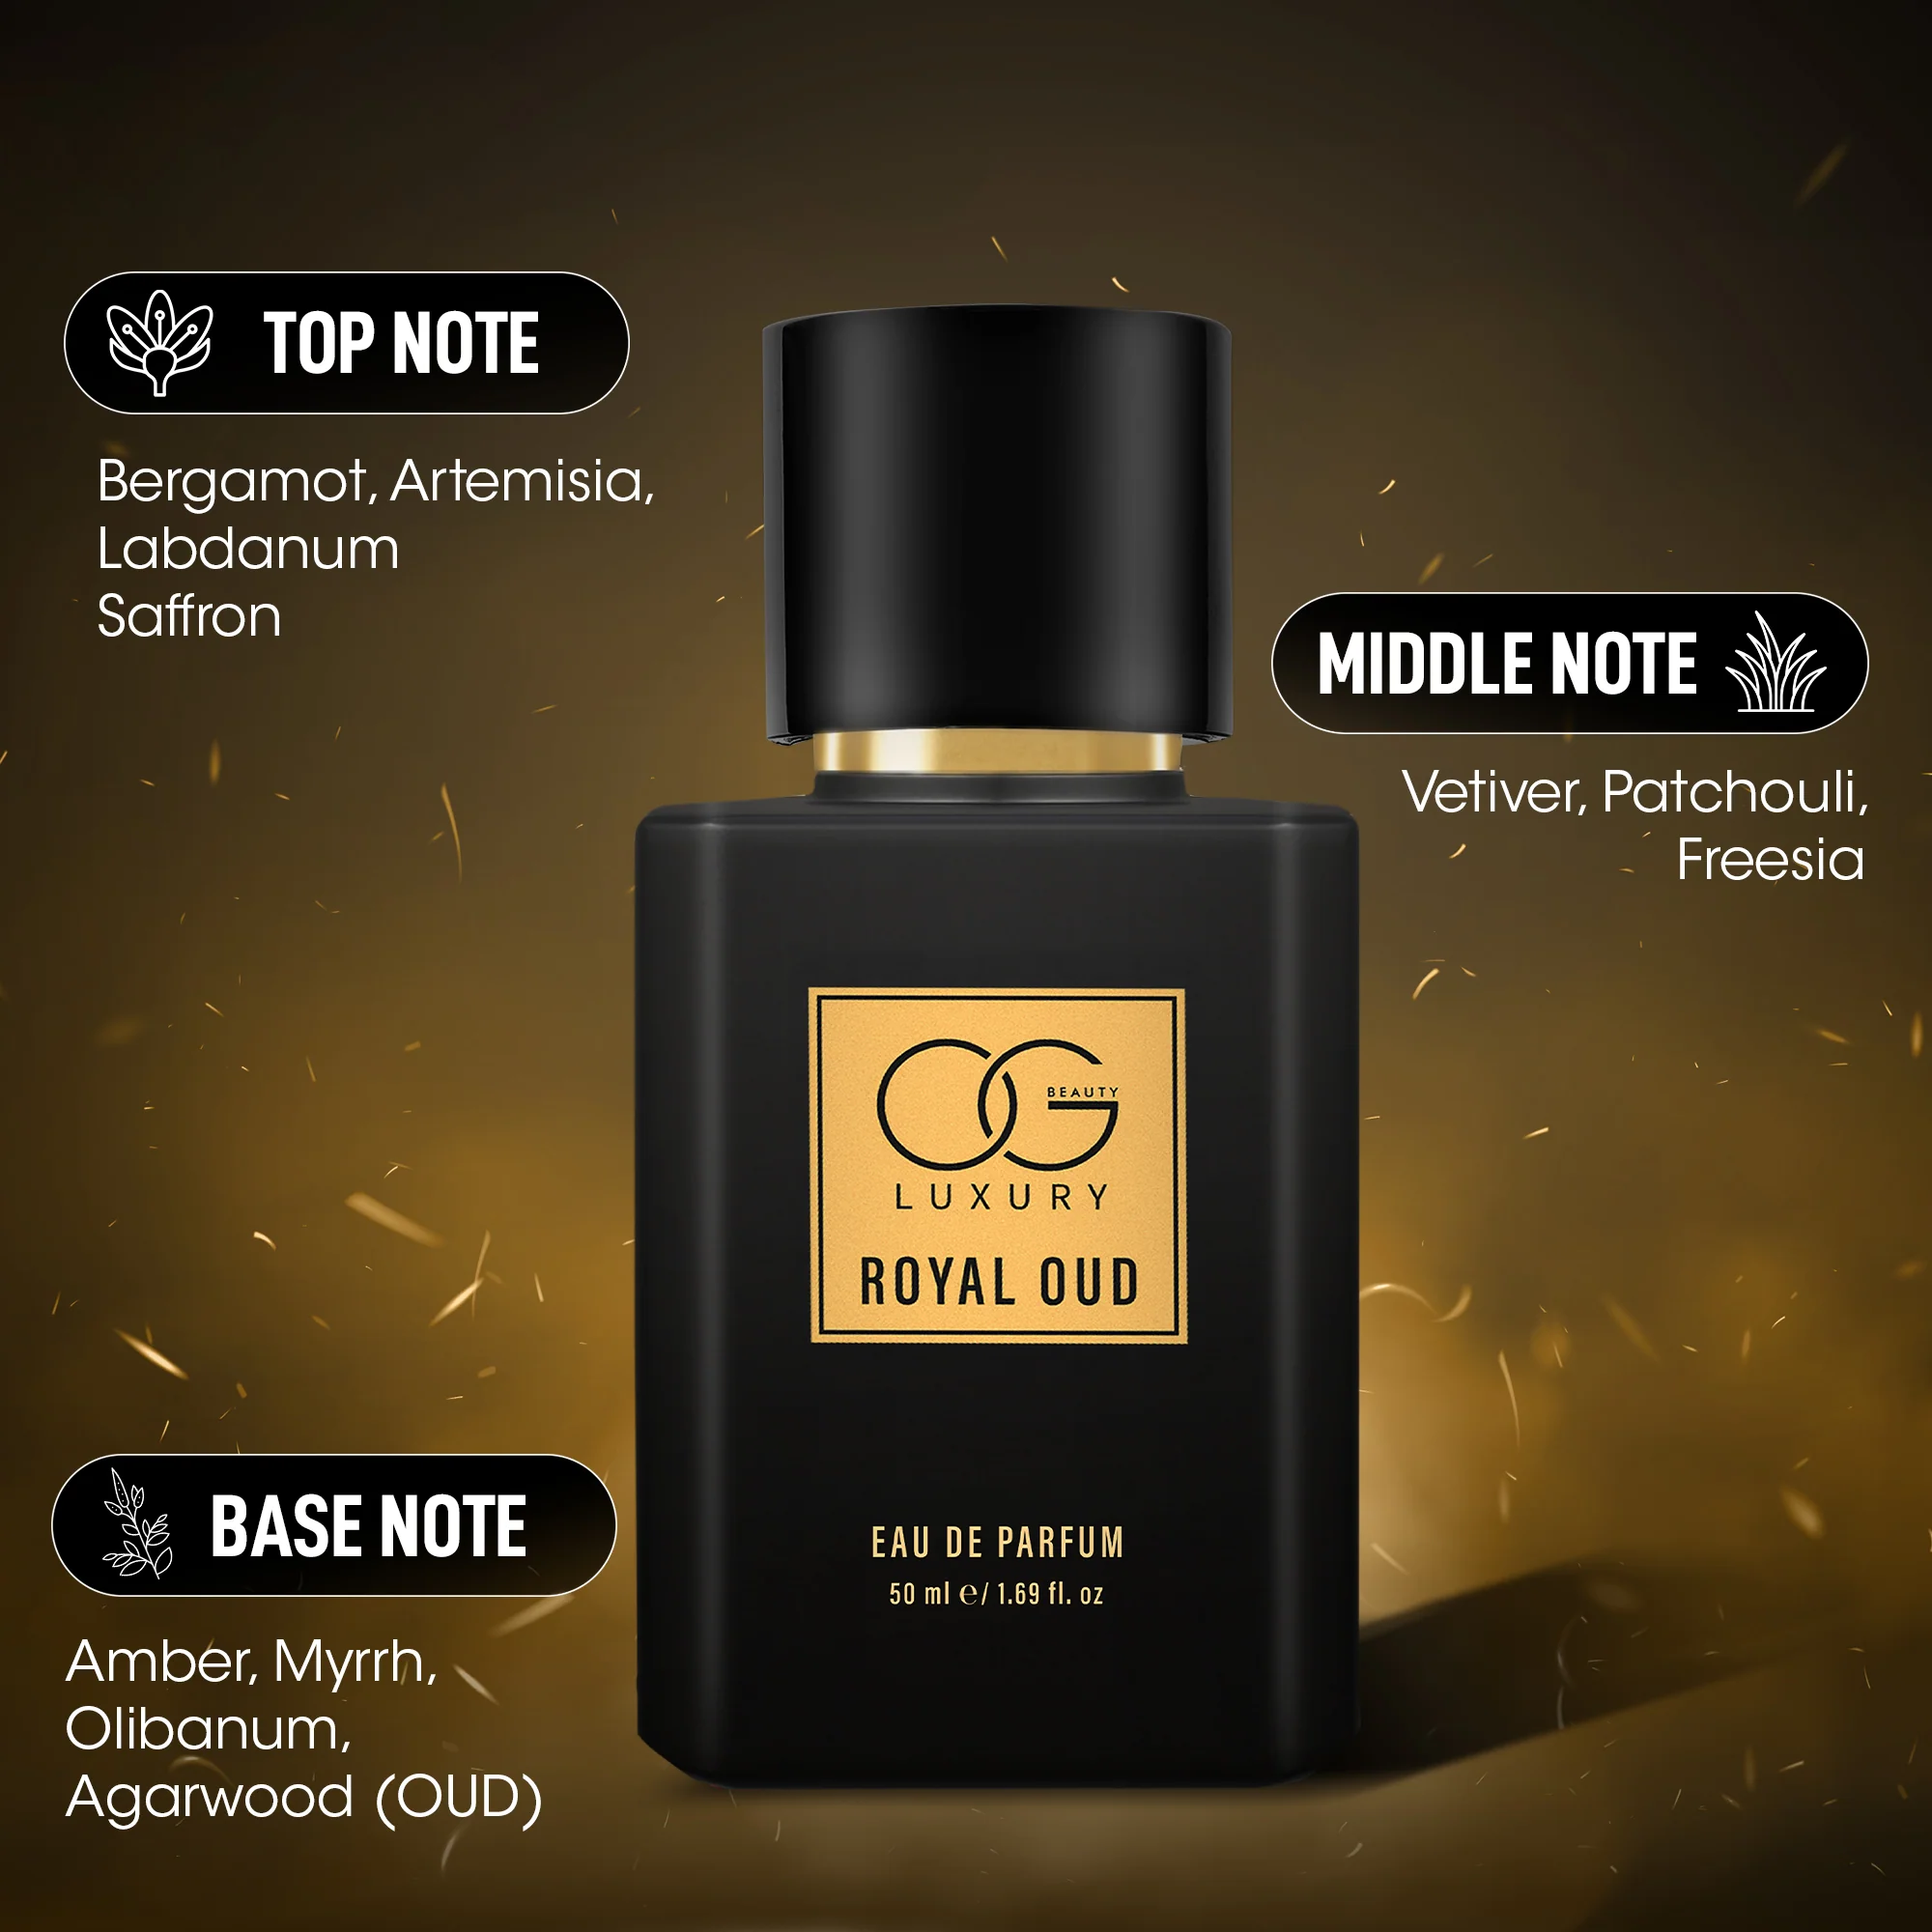 TOP NOTE
Bergamot, Artemisia,
Labdanum
Saffron
MIDDLE NOTE
Vetiver, Patchouli,
Freesia
OG
BEAUTY
LUXURY
ROYAL OUD
EAU DE PARFUM
50 ml ℮/ 1.69 fl. oz
BASE NOTE
Amber, Myrrh,
Olibanum,
Agarwood (OUD)